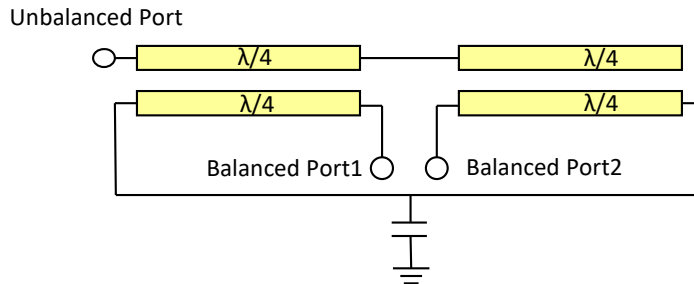 Unbalanced Port
λ/4
λ/4
λ/4
λ/4
Balanced Port1
Balanced Port2